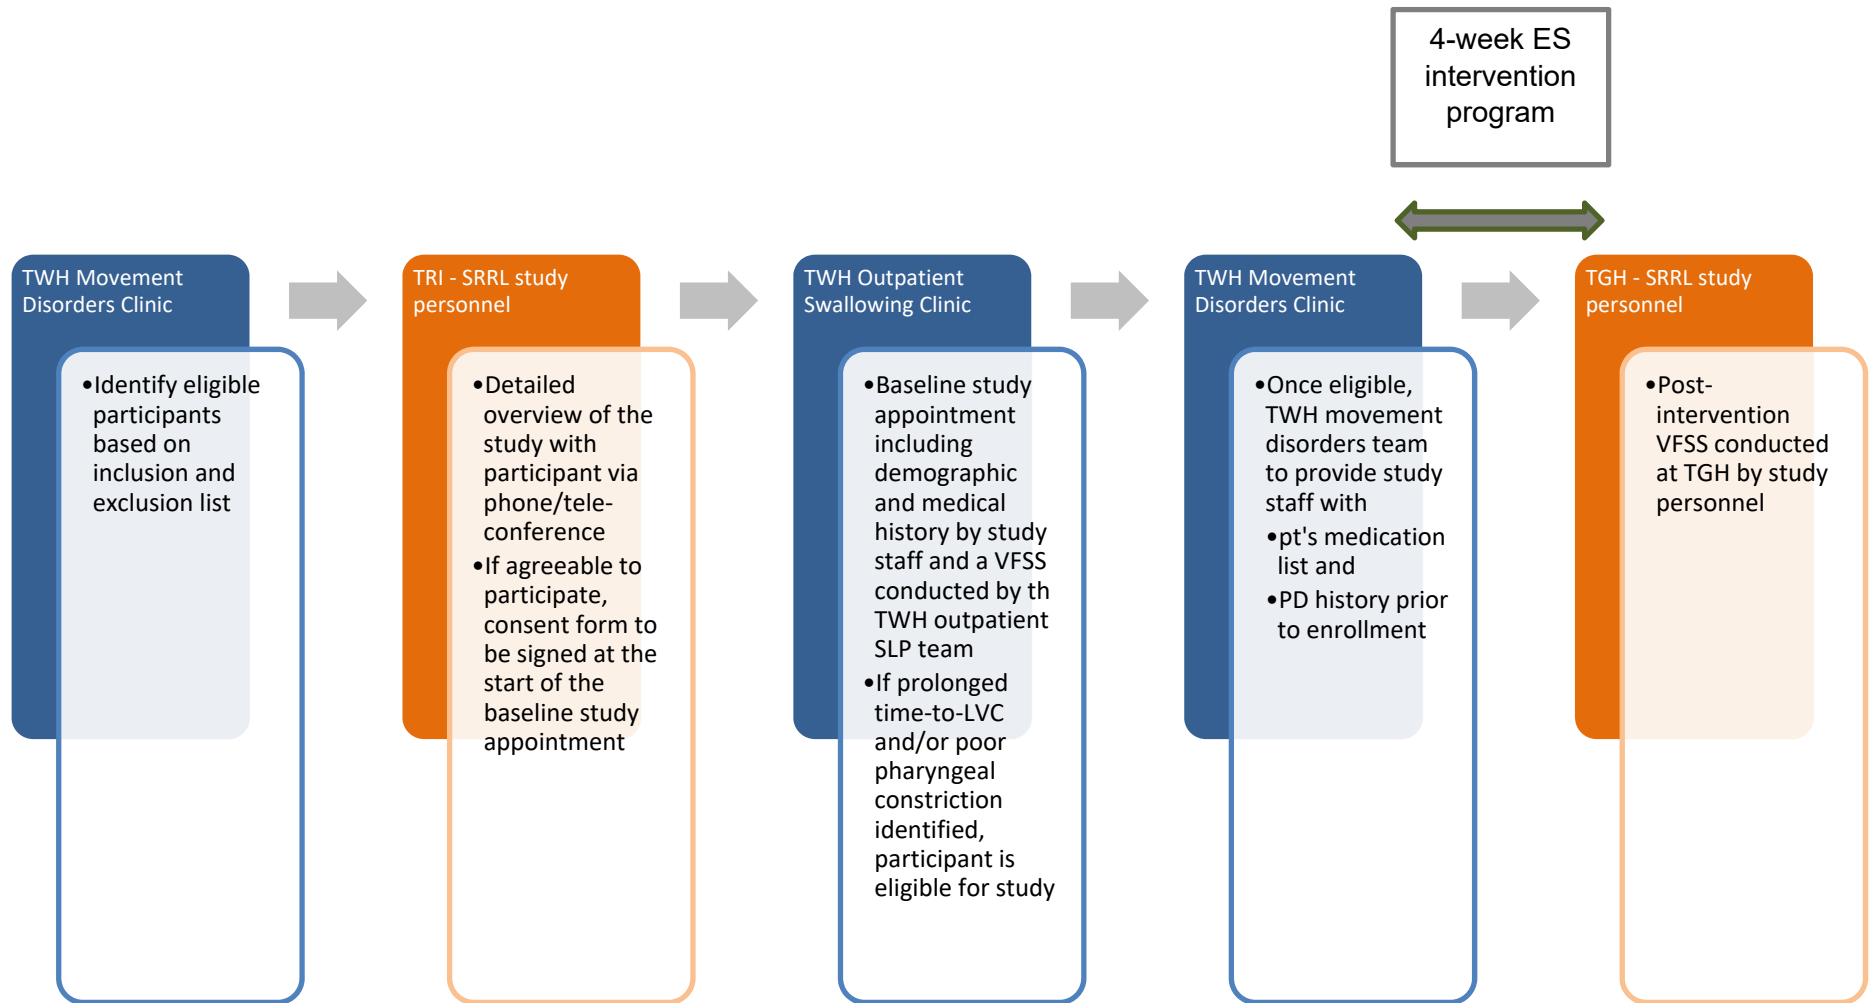 4-week ES
intervention
program
TWH Movement
Disorders Clinic
•Identify eligible
participants
based on
inclusion and
exclusion list
TRI - SRRL study
personnel
•Detailed
overview of the
study with
participant via
phone/tele-
conference
•If agreeable to
participate,
consent form to
be signed at the
start of the
baseline study
appointment
TWH Outpatient
Swallowing Clinic
•Baseline study
appointment
including
demographic
and medical
history by study
staff and a VFSS
conducted by th
TWH outpatient
SLP team
•If prolonged
time-to-LVC
and/or poor
pharyngeal
constriction
identified,
participant is
eligible for study
TWH Movement
Disorders Clinic
•Once eligible,
TWH movement
disorders team
to provide study
staff with
•pt's medication
list and
•PD history prior
to enrollment
TGH - SRRL study
personnel
•Post-
intervention
VFSS conducted
at TGH by study
personnel